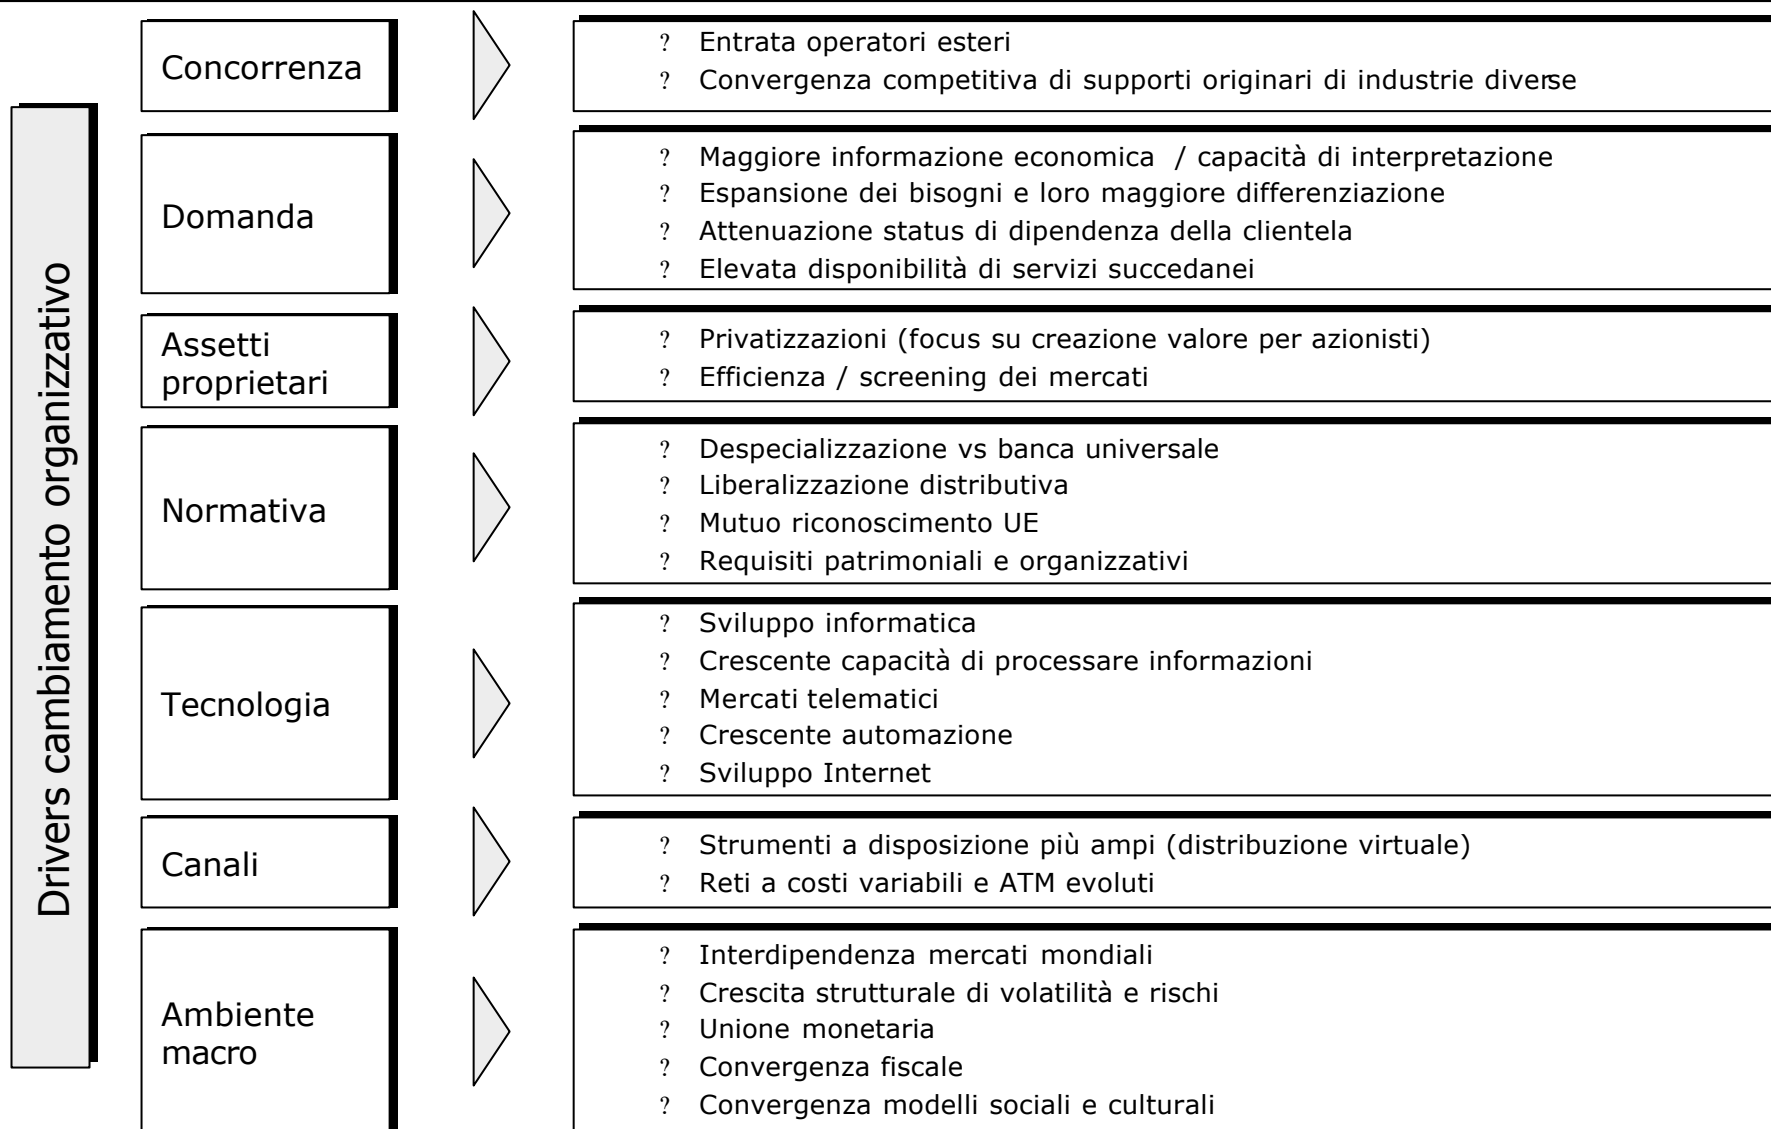 Drivers cambiamento organizzativo
Concorrenza
? Entrata operatori esteri
? Convergenza competitiva di supporti originari di industrie diverse
Domanda
? Maggiore informazione economica / capacità di interpretazione
? Espansione dei bisogni e loro maggiore differenziazione
? Attenuazione status di dipendenza della clientela
? Elevata disponibilità di servizi succedanei
Assetti
proprietari
? Privatizzazioni (focus su creazione valore per azionisti)
? Efficienza / screening dei mercati
Normativa
? Despecializzazione vs banca universale
? Liberalizzazione distributiva
? Mutuo riconoscimento UE
? Requisiti patrimoniali e organizzativi
Tecnologia
? Sviluppo informatica
? Crescente capacità di processare informazioni
? Mercati telematici
? Crescente automazione
? Sviluppo Internet
Canali
? Strumenti a disposizione più ampi (distribuzione virtuale)
? Reti a costi variabili e ATM evoluti
Ambiente
macro
? Interdipendenza mercati mondiali
? Crescita strutturale di volatilità e rischi
? Unione monetaria
? Convergenza fiscale
? Convergenza modelli sociali e culturali